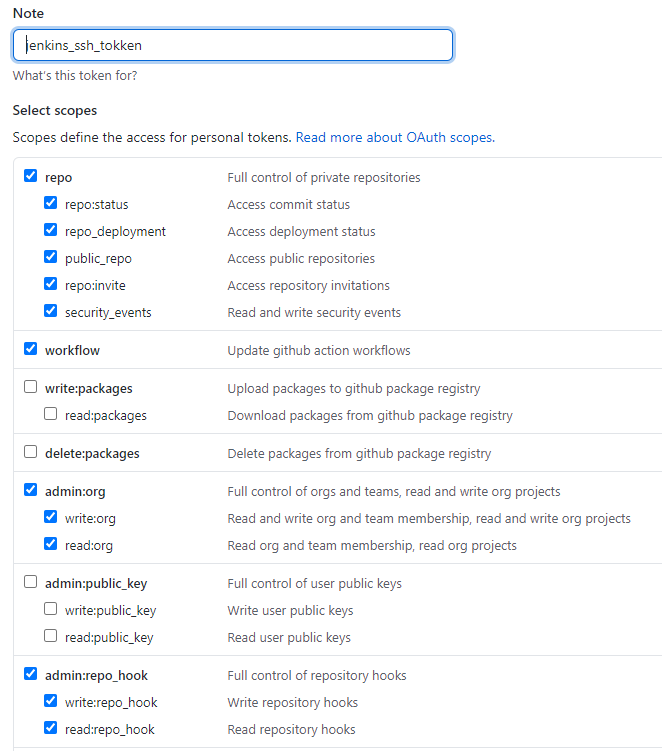 Note
jenkins_ssh_tokken
What's this token for?
Select scopes
Scopes define the access for personal tokens. Read more about OAuth scopes.
repo Full control of private repositories
repo:status Access commit status
repo_deployment Access deployment status
public_repo Access public repositories
repo:invite Access repository invitations
security_events Read and write security events
workflow Update github action workflows
write:packages Upload packages to github package registry
read:packages Download packages from github package registry
delete:packages Delete packages from github package registry
admin:org Full control of orgs and teams, read and write org projects
write:org Read and write org and team membership, read and write org projects
read:org Read org and team membership, read org projects
admin:public_key Full control of user public keys
write:public_key Write user public keys
read:public_key Read user public keys
admin:repo_hook Full control of repository hooks
write:repo_hook Write repository hooks
read:repo_hook Read repository hooks